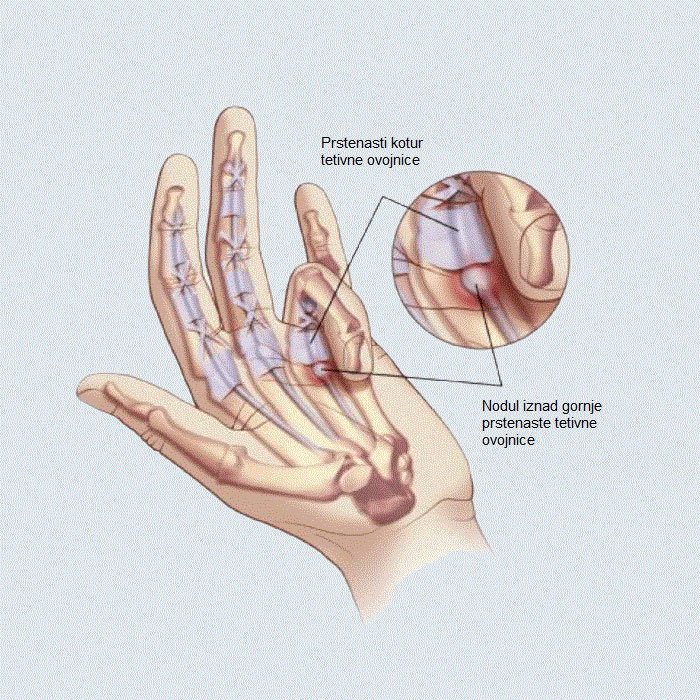 Prstenasti kotur
tetivne ovojnice
Nodul iznad gornje
prstenaste tetivne
ovojnice